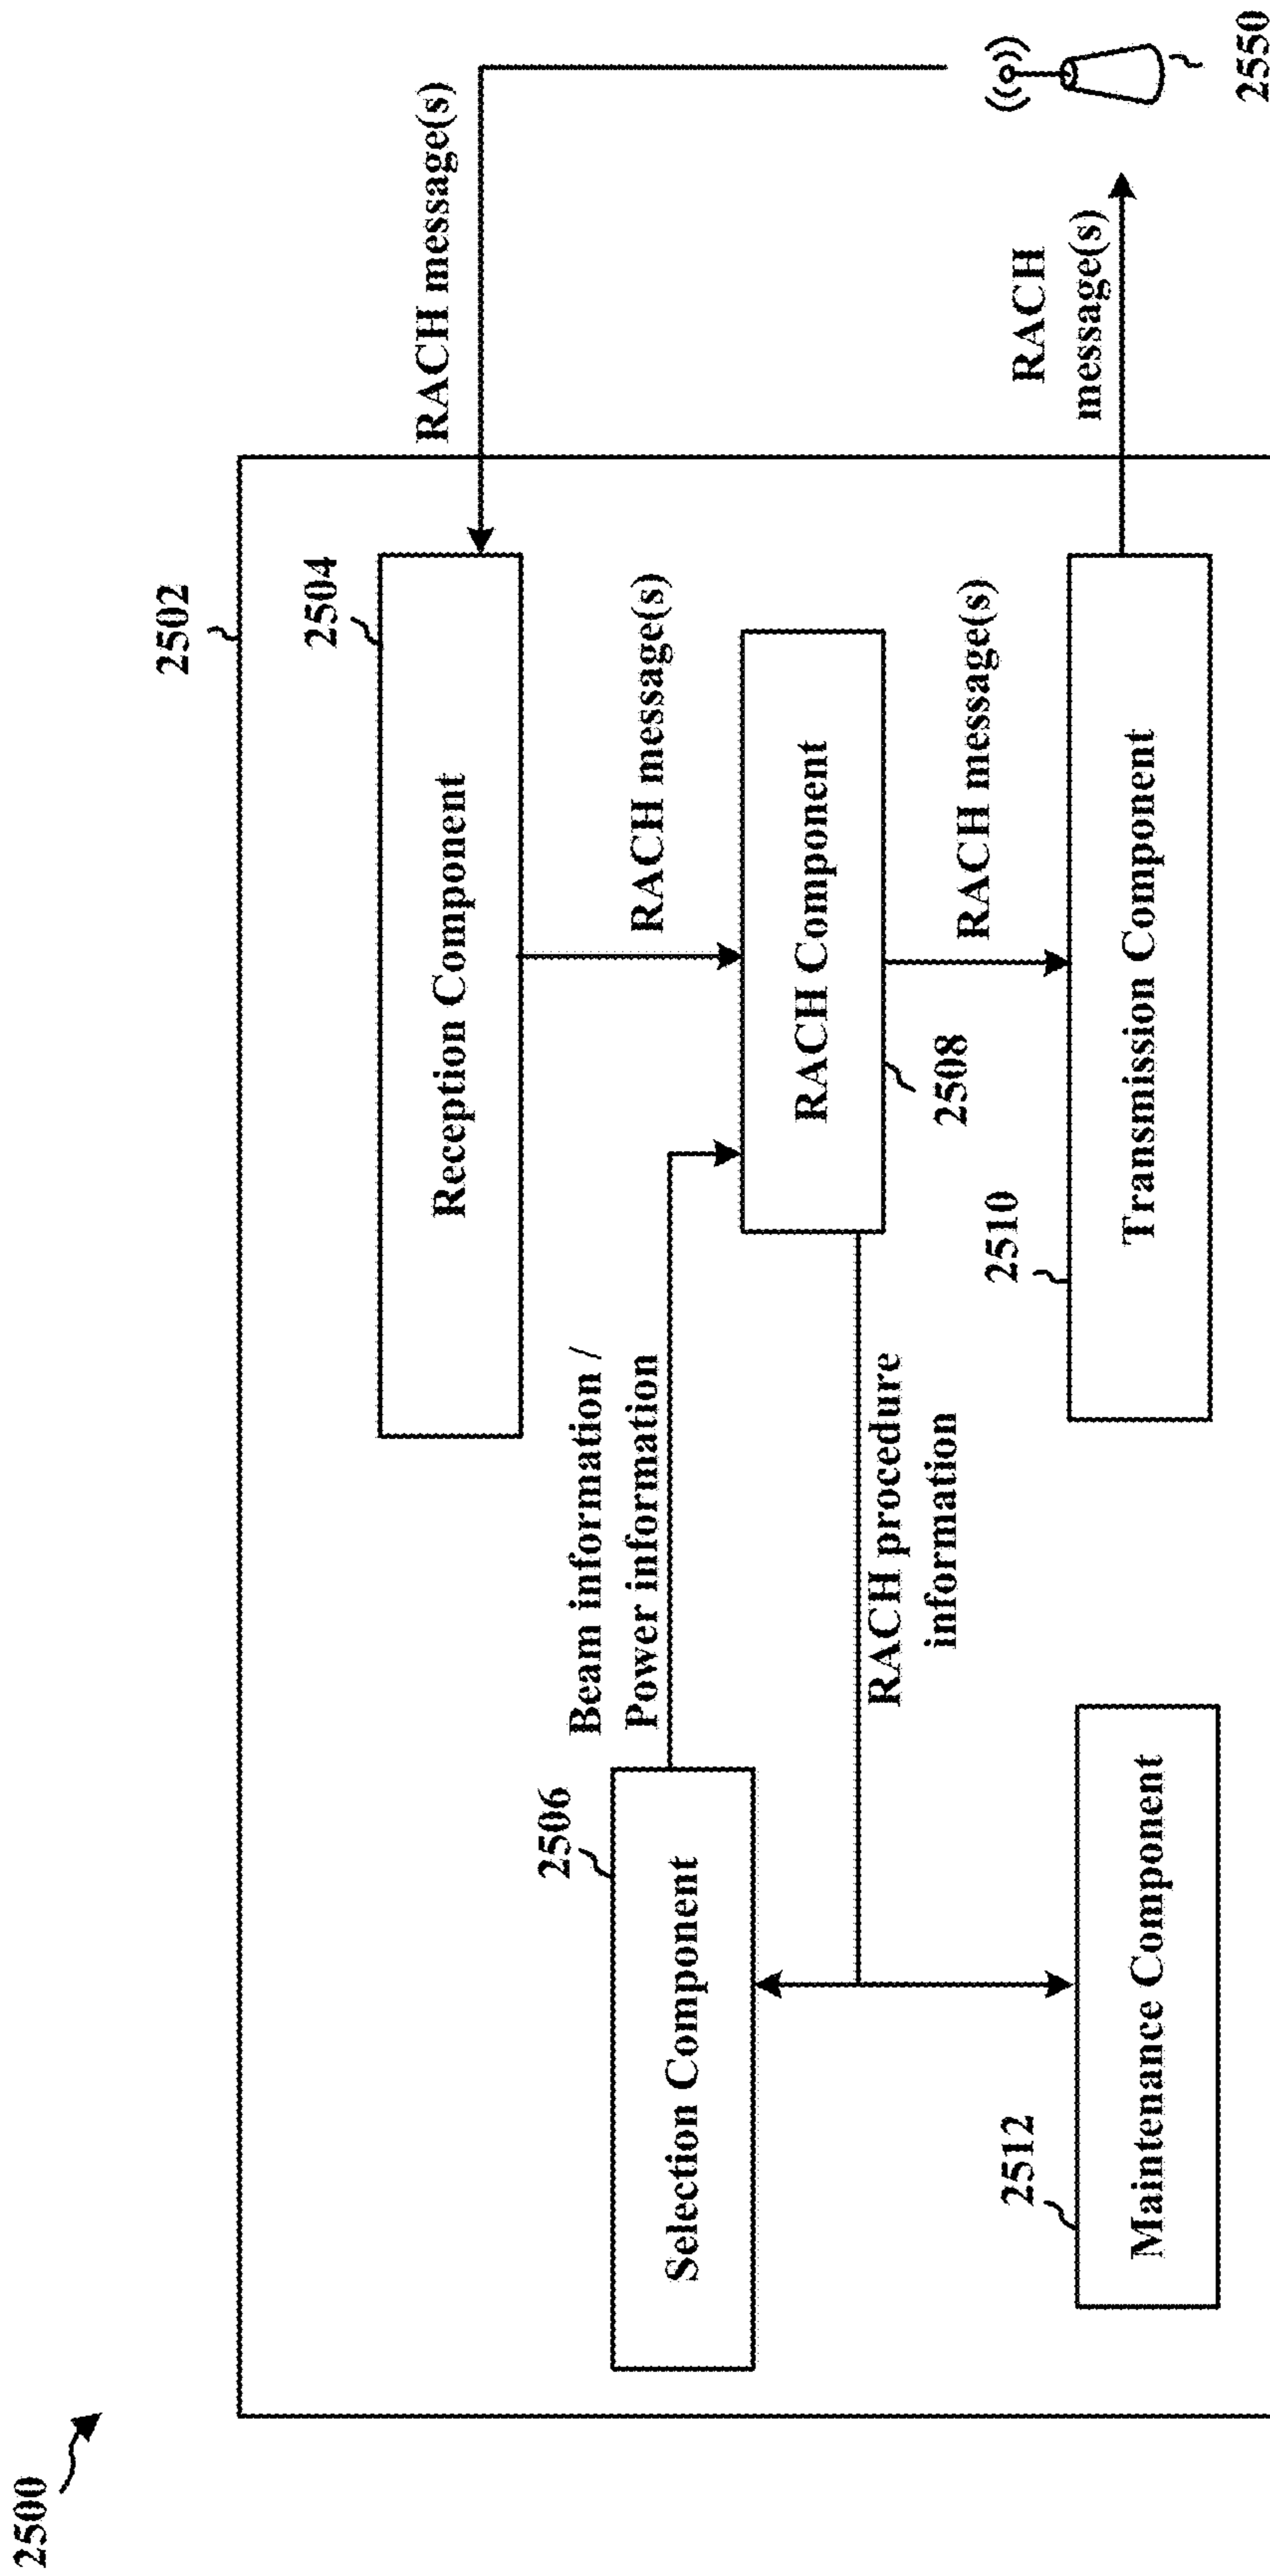 2500
2502
2504
Reception Component
RACH message(s)
RACH message(s)
2506
Selection Component
Beam information /
Power information
RACH Component
2508
RACH procedure
information
RACH message(s)
RACH
message(s)
2510
Transmission Component
2512
Maintenance Component
2550